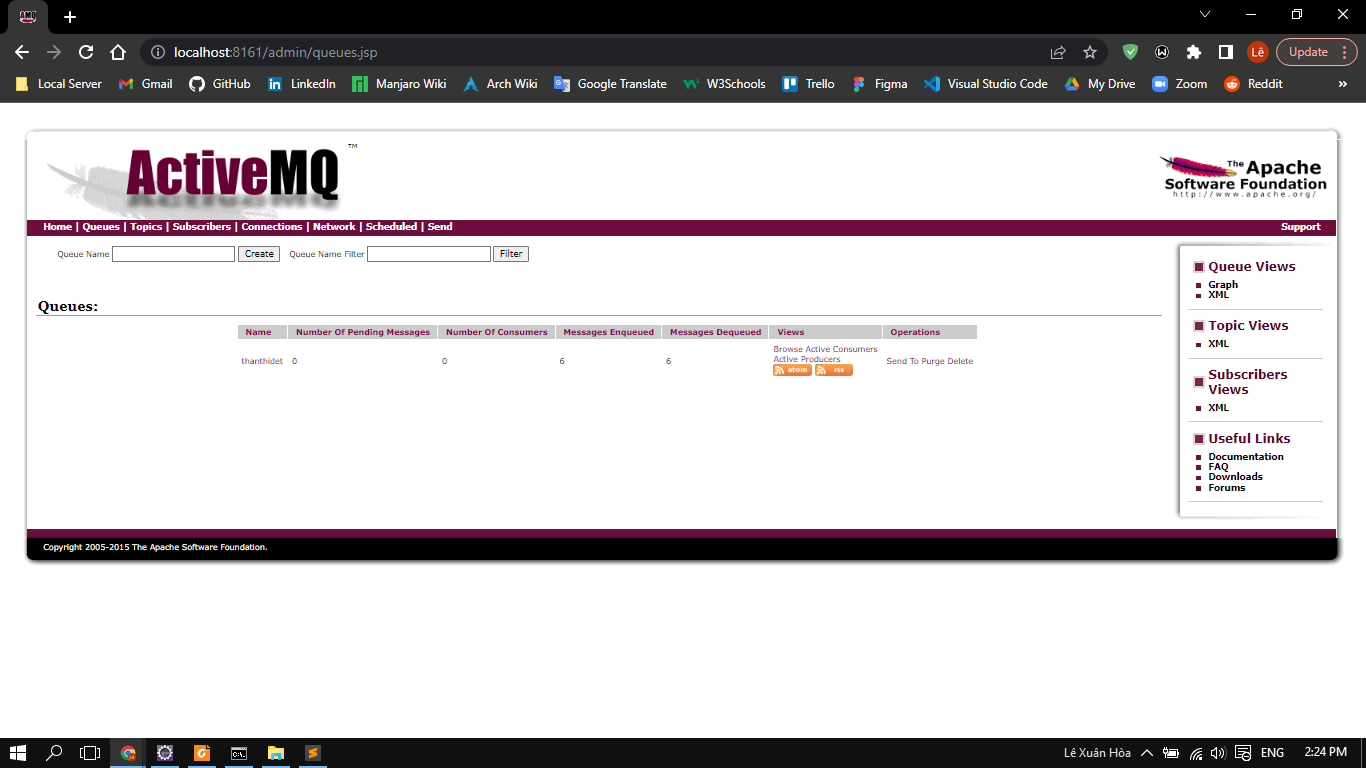 localhost:8161/admin/queues.jsp
Lê
Update
Local Server Gmail GitHub LinkedIn Manjaro Wiki Arch Wiki Google Translate W3Schools Trello Figma Visual Studio Code My Drive Zoom Reddit »
ActiveMQ ™
The Apache
Software Foundation
http://www.apache.org/
Home | Queues | Topics | Subscribers | Connections | Network | Scheduled | Send Support
Queue Name Create Queue Name Filter Filter
Queues:
Name Number Of Pending Messages Number Of Consumers Messages Enqueued Messages Dequeued Views Operations
thanthidet 0 0 6 6 Browse Active Consumers Send To Purge Delete
Active Producers
atom rss
Queue Views
Graph
XML
Topic Views
XML
Subscribers
Views
XML
Useful Links
Documentation
FAQ
Downloads
Forums
Copyright 2005-2015 The Apache Software Foundation.
Lê Xuân Hòa ENG 2:24 PM